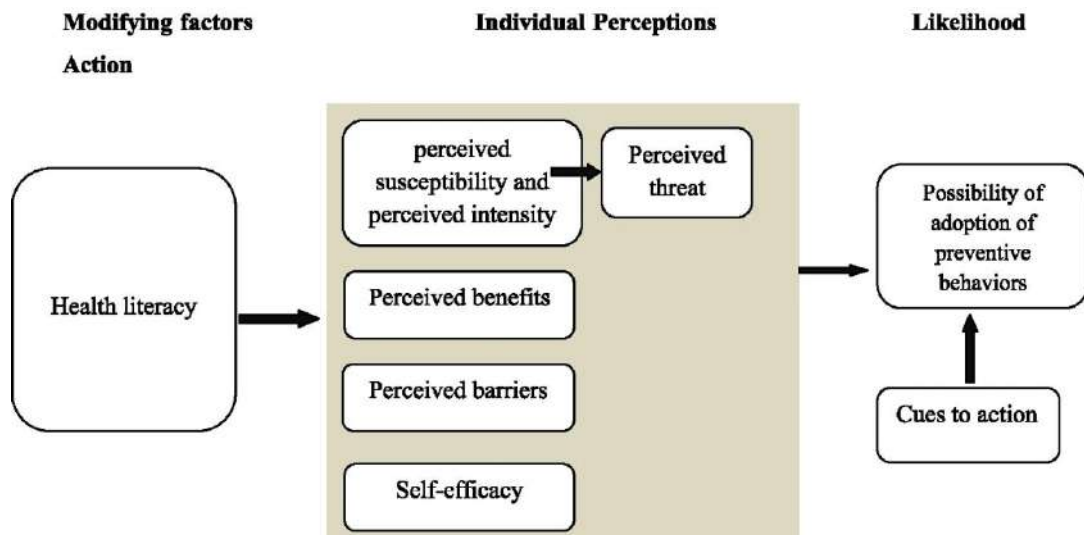 Modifying factors Individual Perceptions Likelihood
Action
perceived
susceptibility and
perceived intensity
Perceived
threat
Health literacy
Perceived benefits
Perceived barriers
Self-efficacy
Possibility of
adoption of
preventive
behaviors
Cues to action